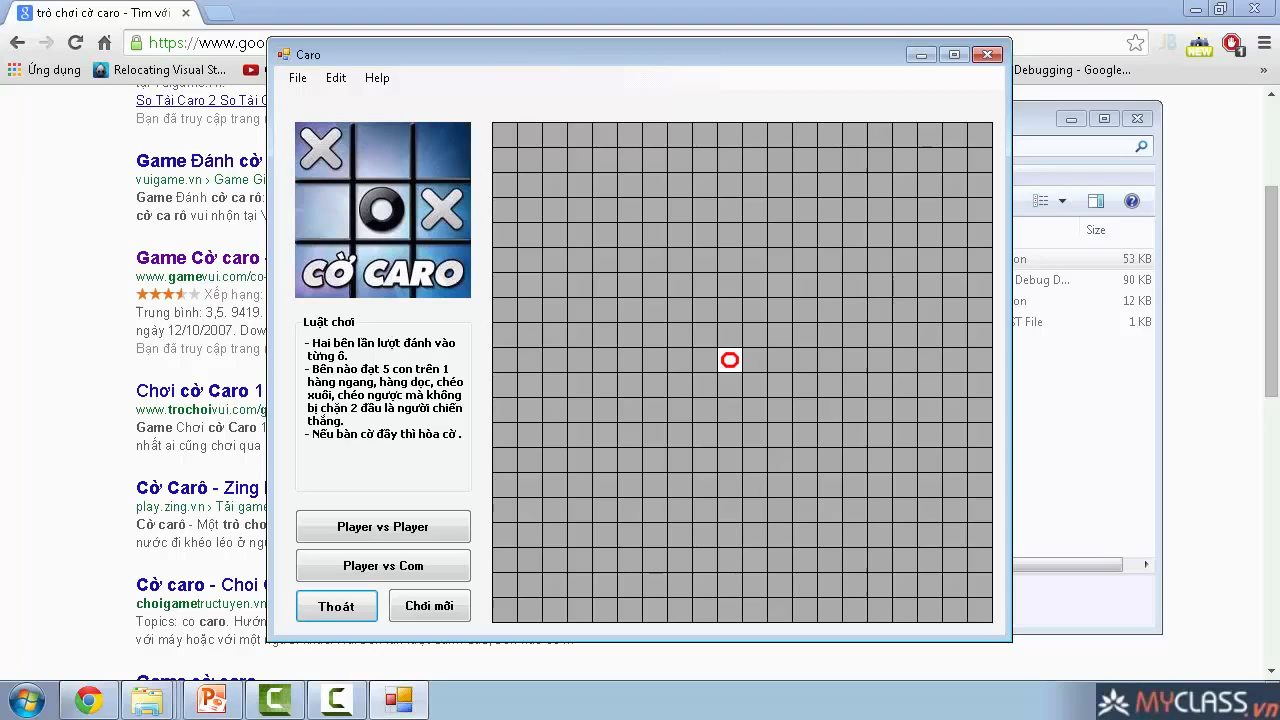 trò chơi cờ caro - Tìm với
https://www.goo
Ứng dụng
Relocating Visual St...
Debugging - Google...
NEW
1
»
Caro
File Edit Help
So Tài Caro 2 So Tài C
Bạn đã truy cập trang
Game Đánh cờ
vuigame.vn › Game Gi
Game Đánh cờ ca rô:
cờ ca rô vui nhộn tại V
Game Cờ caro -
www.gamevui.com/co-
Xếp hạng:
Trung bình: 3,5. 9419.
ngày 12/10/2007. Dow
Bạn đã truy cập trang
Chơi cờ Caro 1
www.trochoivui.com/g
Game Chơi cờ Caro 1
nhất ai cũng chơi qua
Cờ Carô - Zing
play.zing.vn › Tải game
Cờ carô - Một trò cho
nước đi khéo léo ở ng
Cờ caro - Choi
choigametructuyen.vn
Topics: co caro. Hướn
với máy hoặc với một
CỜ CARO
Luật chơi
- Hai bên lần lượt đánh vào
từng ô.
- Bên nào đạt 5 con trên 1
hàng ngang, hàng dọc, chéo
xuôi, chéo ngược mà không
bị chặn 2 đầu là người chiến
thắng.
- Nếu bàn cờ đầy thì hòa cờ .
Player vs Player
Player vs Com
Thoát
Chơi mới
Size
on 53 KB
Debug D... 90 KB
on 12 KB
ST File 1 KB
MYCLASS.vn